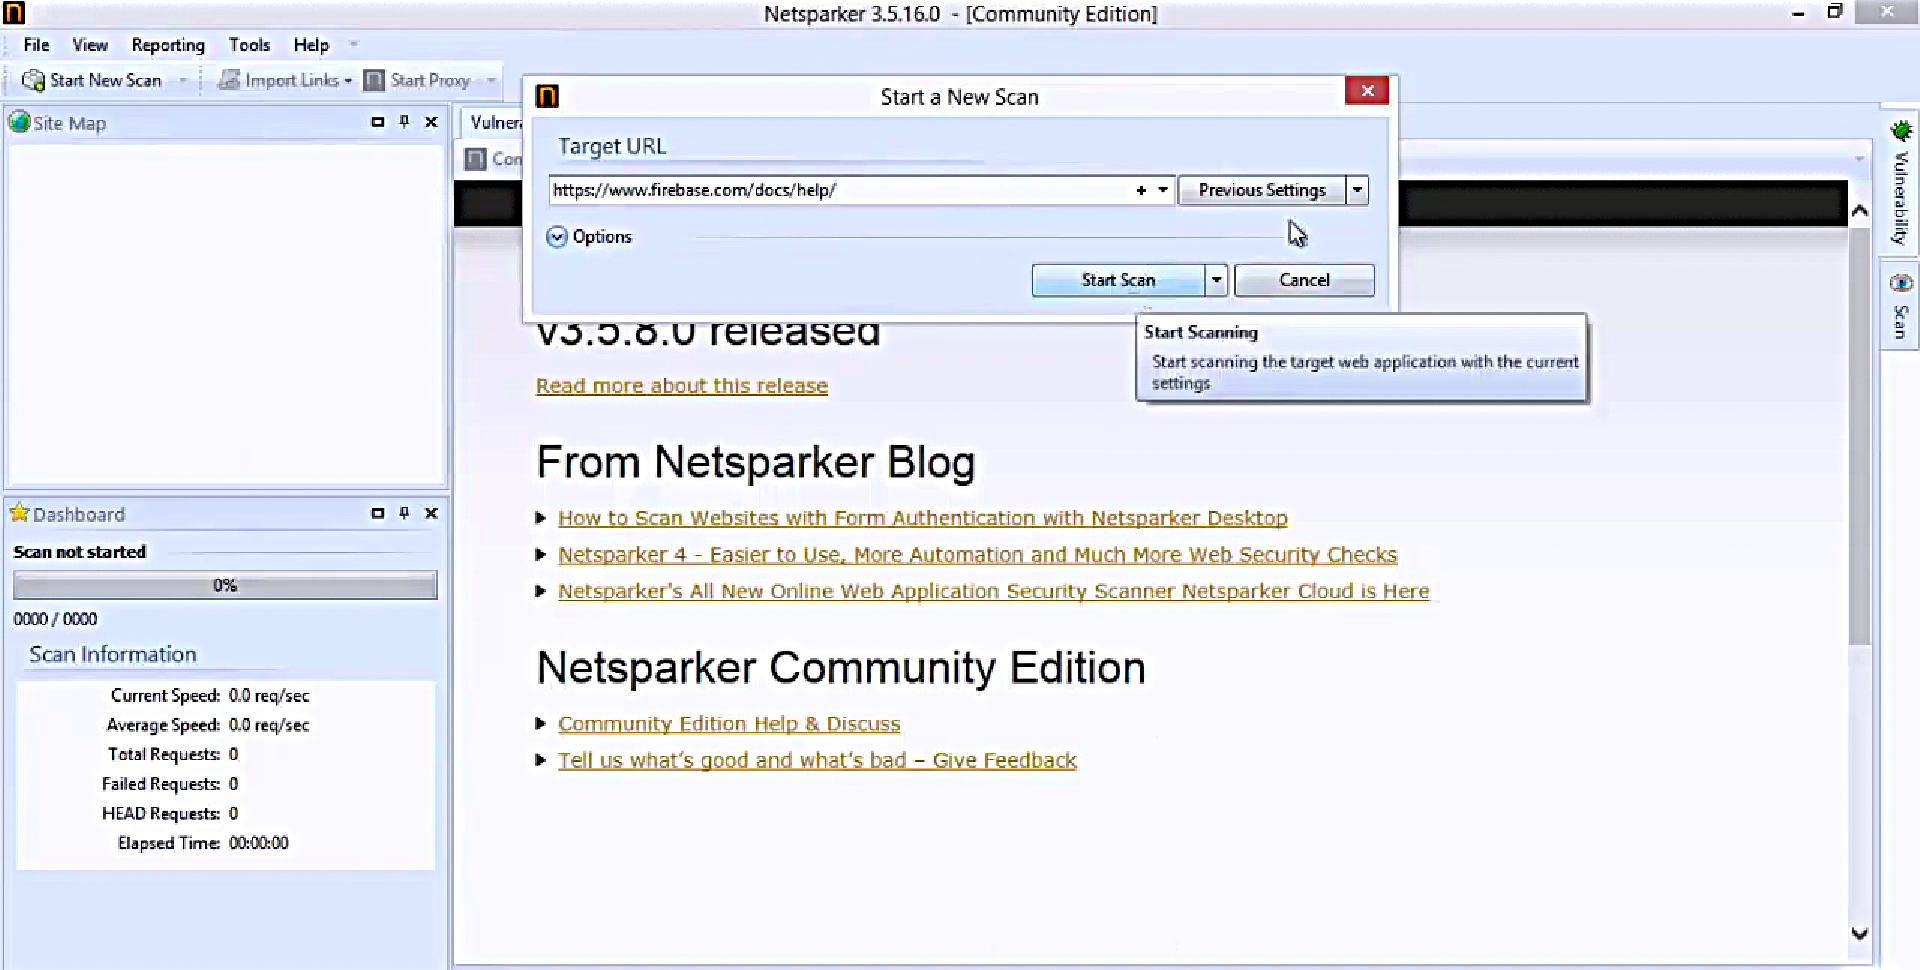 Netsparker 3.5.16.0 - [Community Edition]
File View Reporting Tools Help
Start New Scan Import Links Start Proxy
Start a New Scan
Target URL
https://www.firebase.com/docs/help/ Previous Settings
Options
Start Scan Cancel
Start Scanning
Start scanning the target web application with the current
settings
Site Map
Dashboard
Scan not started
0%
0000 / 0000
Scan Information
Current Speed: 0.0 req/sec
Average Speed: 0.0 req/sec
Total Requests: 0
Failed Requests: 0
HEAD Requests: 0
Elapsed Time: 00:00:00
v3.5.8.0 released
Read more about this release
From Netsparker Blog
How to Scan Websites with Form Authentication with Netsparker Desktop
Netsparker 4 - Easier to Use, More Automation and Much More Web Security Checks
Netsparker's All New Online Web Application Security Scanner Netsparker Cloud is Here
Netsparker Community Edition
Community Edition Help & Discuss
Tell us what's good and what's bad – Give Feedback
Vulnerability
Scan